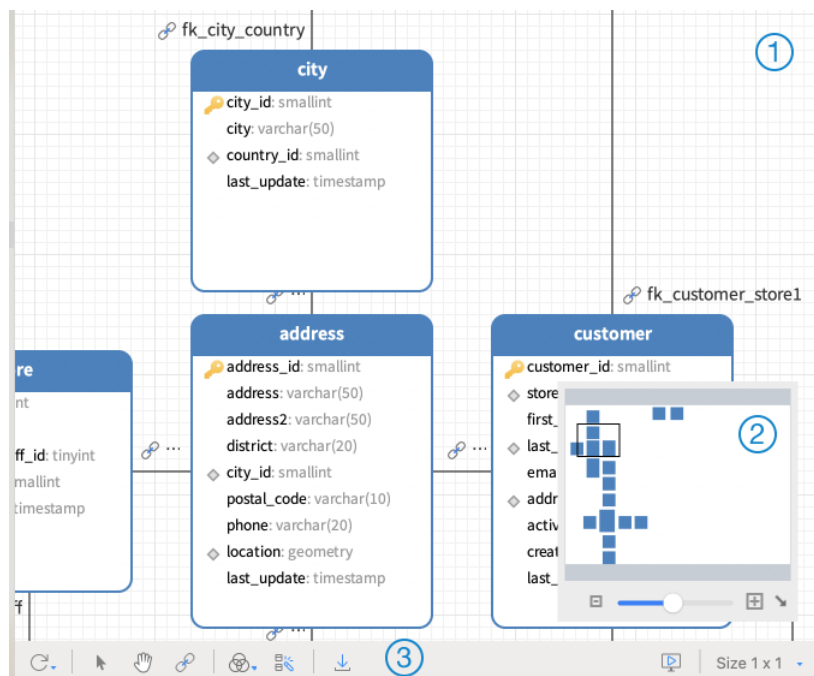 fk_city_country
1
city
city_id: smallint
city: varchar(50)
country_id: smallint
last_update: timestamp
...
fk_customer_store1
address
address_id: smallint
address: varchar(50)
address2: varchar(50)
district: varchar(20)
city_id: smallint
postal_code: varchar(10)
phone: varchar(20)
location: geometry
last_update: timestamp
...
customer
customer_id: smallint
store
first_
last_
emai
addr
activ
creat
last_
re
nt
ff_id: tinyint
mallint
timestamp
...
...
ff
2
3
Size 1 x 1